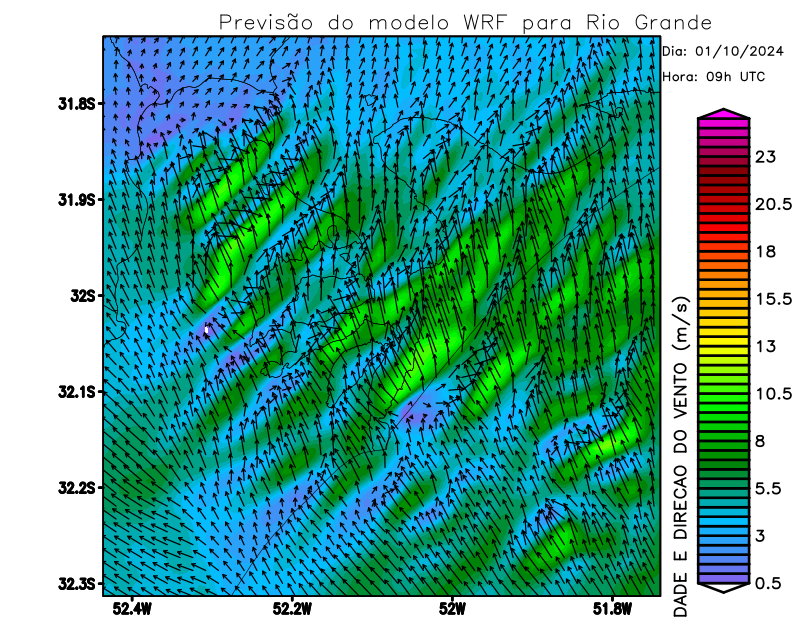 Previsão do modelo WRF para Rio Grande
Dia: 01/10/2024
Hora: 09h UTC
31.8S
31.9S
32S
32.1S
32.2S
32.3S
52.4W
52.2W
52W
51.8W
23
20.5
18
15.5
13
10.5
8
5.5
3
0.5
DADE E DIRECAO DO VENTO (m/s)